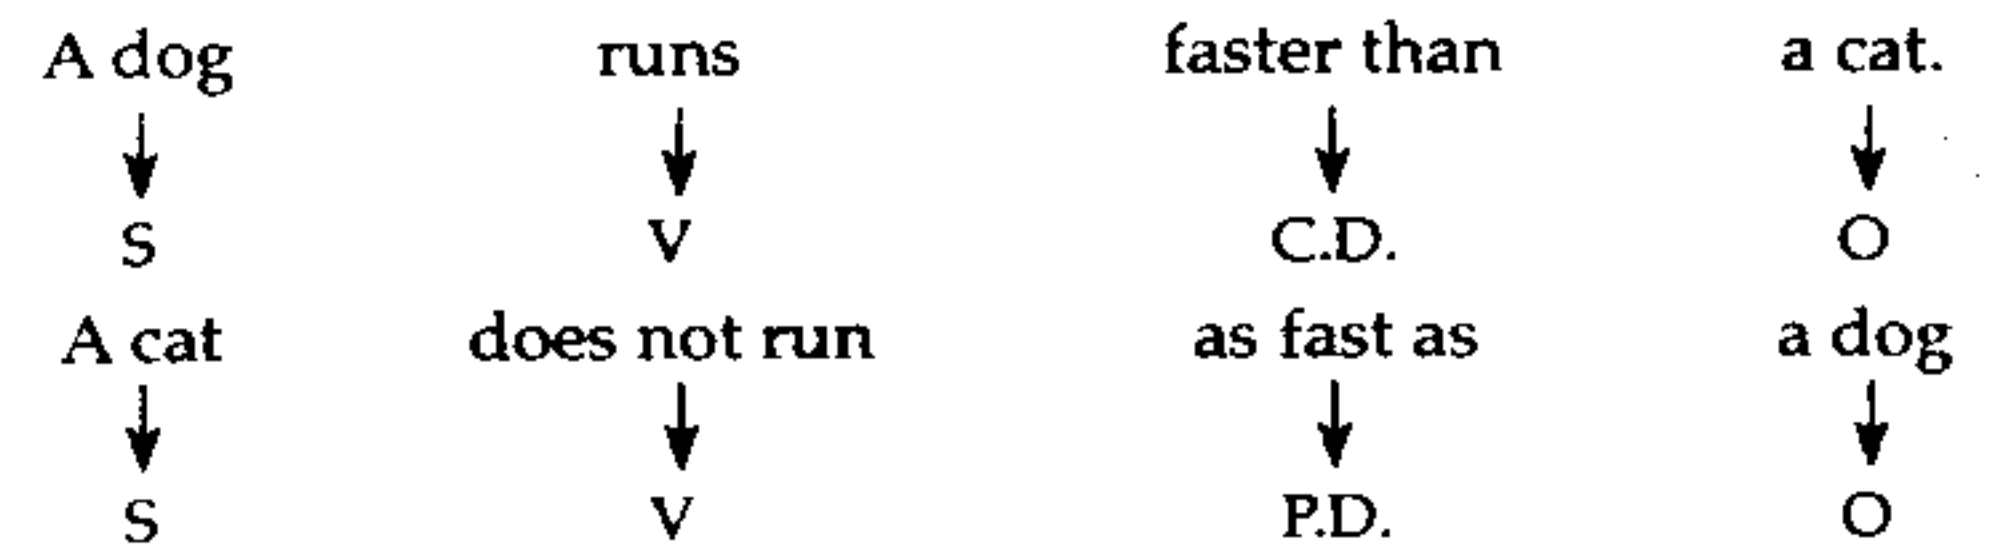 A dog runs faster than a cat.
S V C.D. O
A cat does not run as fast as a dog
S V P.D. O